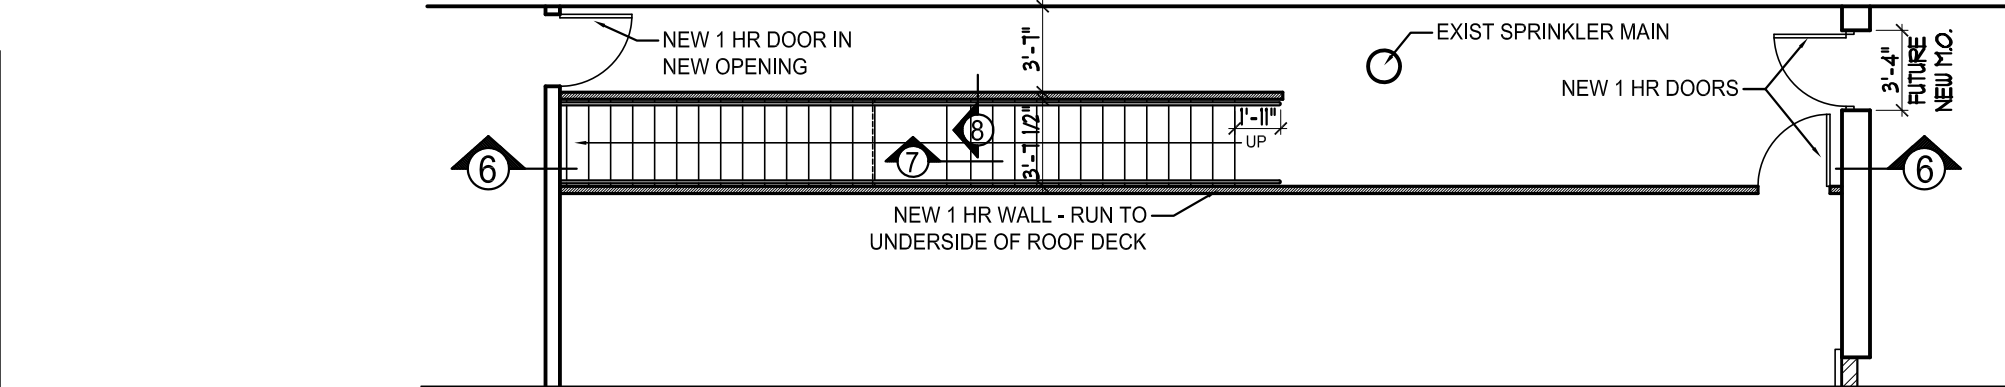 NEW 1 HR DOOR IN
NEW OPENING
3'-7"
EXIST SPRINKLER MAIN
NEW 1 HR DOORS
3'-4"
FUTURE
NEW M.O.
6
7
8
3'-7 1/2"
1'-11"
UP
6
NEW 1 HR WALL - RUN TO
UNDERSIDE OF ROOF DECK